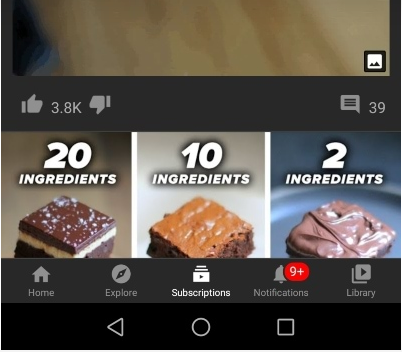 3.8K 39
20 10 2
INGREDIENTS INGREDIENTS INGREDIENTS
9+
Home Explore Subscriptions Notifications Library